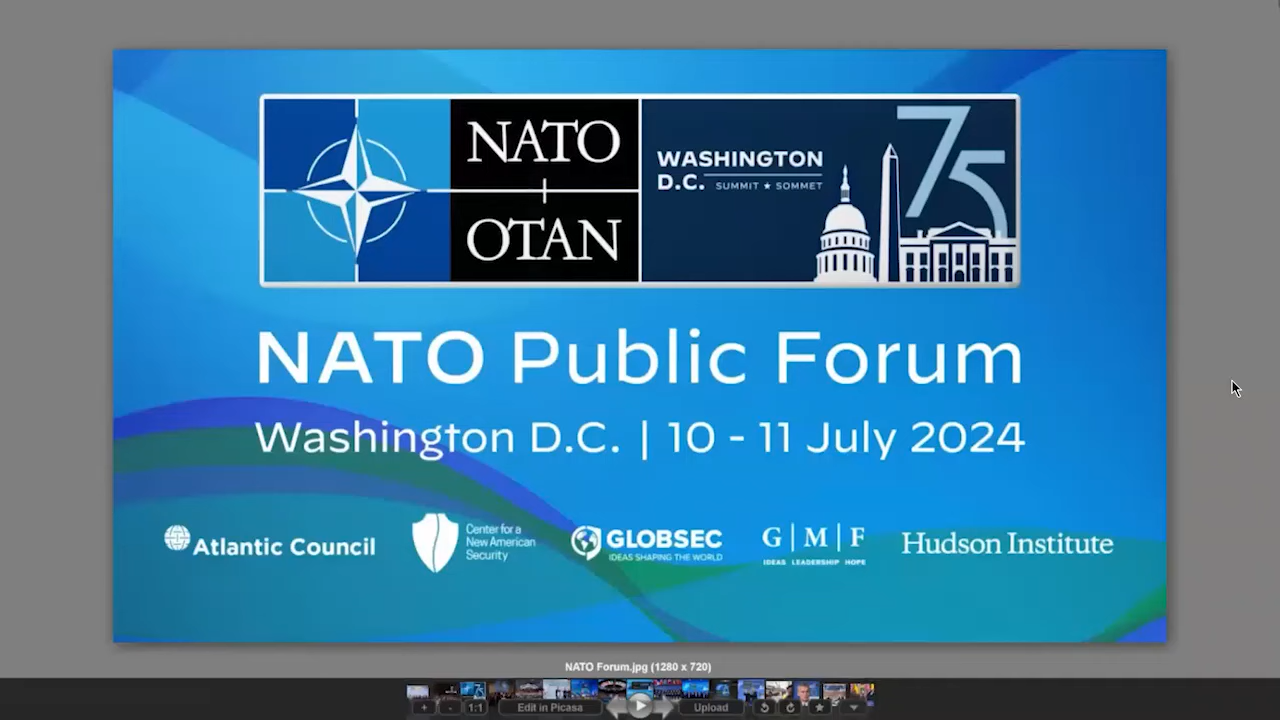 NATO
OTAN
WASHINGTON
D.C. SUMMIT ★ SOMMET
75
NATO Public Forum
Washington D.C. | 10 - 11 July 2024
Atlantic Council
Center for a
New American
Security
GLOBSEC
IDEAS SHAPING THE WORLD
G | M | F
IDEAS LEADERSHIP HOPE
Hudson Institute
NATO Forum.jpg (1280 x 720)
+ - 1:1 Edit in Picasa Upload